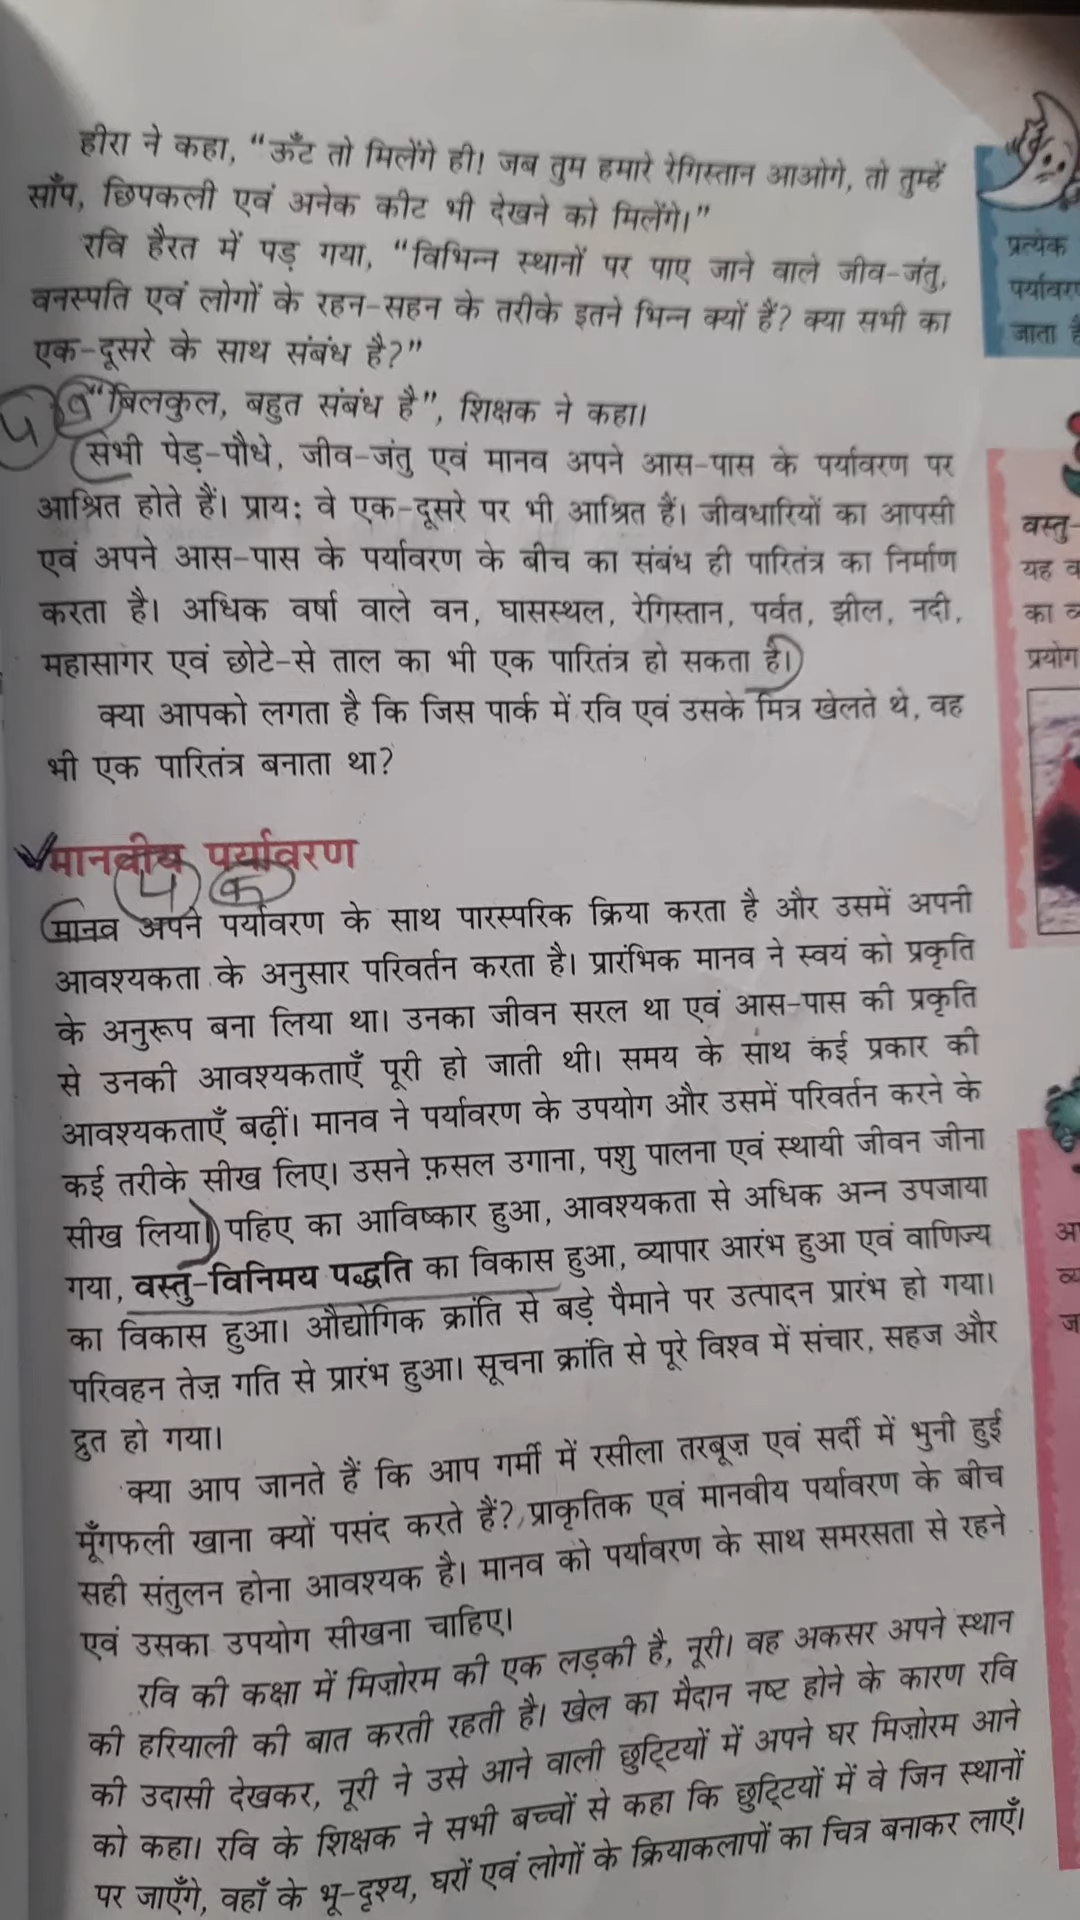 हीरा ने कहा, “ऊँट तो मिलेंगे ही! जब तुम हमारे रेगिस्तान आओगे, तो तुम्हें
साँप, छिपकली एवं अनेक कीट भी देखने को मिलेंगे।”
रवि हैरत में पड़ गया, “विभिन्न स्थानों पर पाए जाने वाले जीव-जंतु,
वनस्पति एवं लोगों के रहन-सहन के तरीके इतने भिन्न क्यों हैं? क्या सभी का
एक-दूसरे के साथ संबंध है?”
“बिलकुल, बहुत संबंध है”, शिक्षक ने कहा।
सभी पेड़-पौधे, जीव-जंतु एवं मानव अपने आस-पास के पर्यावरण पर
आश्रित होते हैं। प्राय: वे एक-दूसरे पर भी आश्रित हैं। जीवधारियों का आपसी
एवं अपने आस-पास के पर्यावरण के बीच का संबंध ही पारितंत्र का निर्माण
करता है। अधिक वर्षा वाले वन, घासस्थल, रेगिस्तान, पर्वत, झील, नदी,
महासागर एवं छोटे-से ताल का भी एक पारितंत्र हो सकता है।
क्या आपको लगता है कि जिस पार्क में रवि एवं उसके मित्र खेलते थे, वह
भी एक पारितंत्र बनाता था?
मानवीय पर्यावरण
4 क
मानव अपने पर्यावरण के साथ पारस्परिक क्रिया करता है और उसमें अपनी
आवश्यकता के अनुसार परिवर्तन करता है। प्रारंभिक मानव ने स्वयं को प्रकृति
के अनुरूप बना लिया था। उनका जीवन सरल था एवं आस-पास की प्रकृति
से उनकी आवश्यकताएँ पूरी हो जाती थी। समय के साथ कई प्रकार की
आवश्यकताएँ बढ़ीं। मानव ने पर्यावरण के उपयोग और उसमें परिवर्तन करने के
कई तरीके सीख लिए। उसने फ़सल उगाना, पशु पालना एवं स्थायी जीवन जीना
सीख लिया। पहिए का आविष्कार हुआ, आवश्यकता से अधिक अन्न उपजाया
गया, वस्तु-विनिमय पद्धति का विकास हुआ, व्यापार आरंभ हुआ एवं वाणिज्य
का विकास हुआ। औद्योगिक क्रांति से बड़े पैमाने पर उत्पादन प्रारंभ हो गया।
परिवहन तेज़ गति से प्रारंभ हुआ। सूचना क्रांति से पूरे विश्व में संचार, सहज और
द्रुत हो गया।
क्या आप जानते हैं कि आप गर्मी में रसीला तरबूज़ एवं सर्दी में भुनी हुई
मूँगफली खाना क्यों पसंद करते हैं? प्राकृतिक एवं मानवीय पर्यावरण के बीच
सही संतुलन होना आवश्यक है। मानव को पर्यावरण के साथ समरसता से रहने
एवं उसका उपयोग सीखना चाहिए।
रवि की कक्षा में मिज़ोरम की एक लड़की है, नूरी। वह अकसर अपने स्थान
की हरियाली की बात करती रहती है। खेल का मैदान नष्ट होने के कारण रवि
की उदासी देखकर, नूरी ने उसे आने वाली छुट्टियों में अपने घर मिज़ोरम आने
को कहा। रवि के शिक्षक ने सभी बच्चों से कहा कि छुट्टियों में वे जिन स्थानों
पर जाएँगे, वहाँ के भू-दृश्य, घरों एवं लोगों के क्रियाकलापों का चित्र बनाकर लाएँ।
प्रत्येक
जाता
वस्तु-
यह
का
प्रयोग